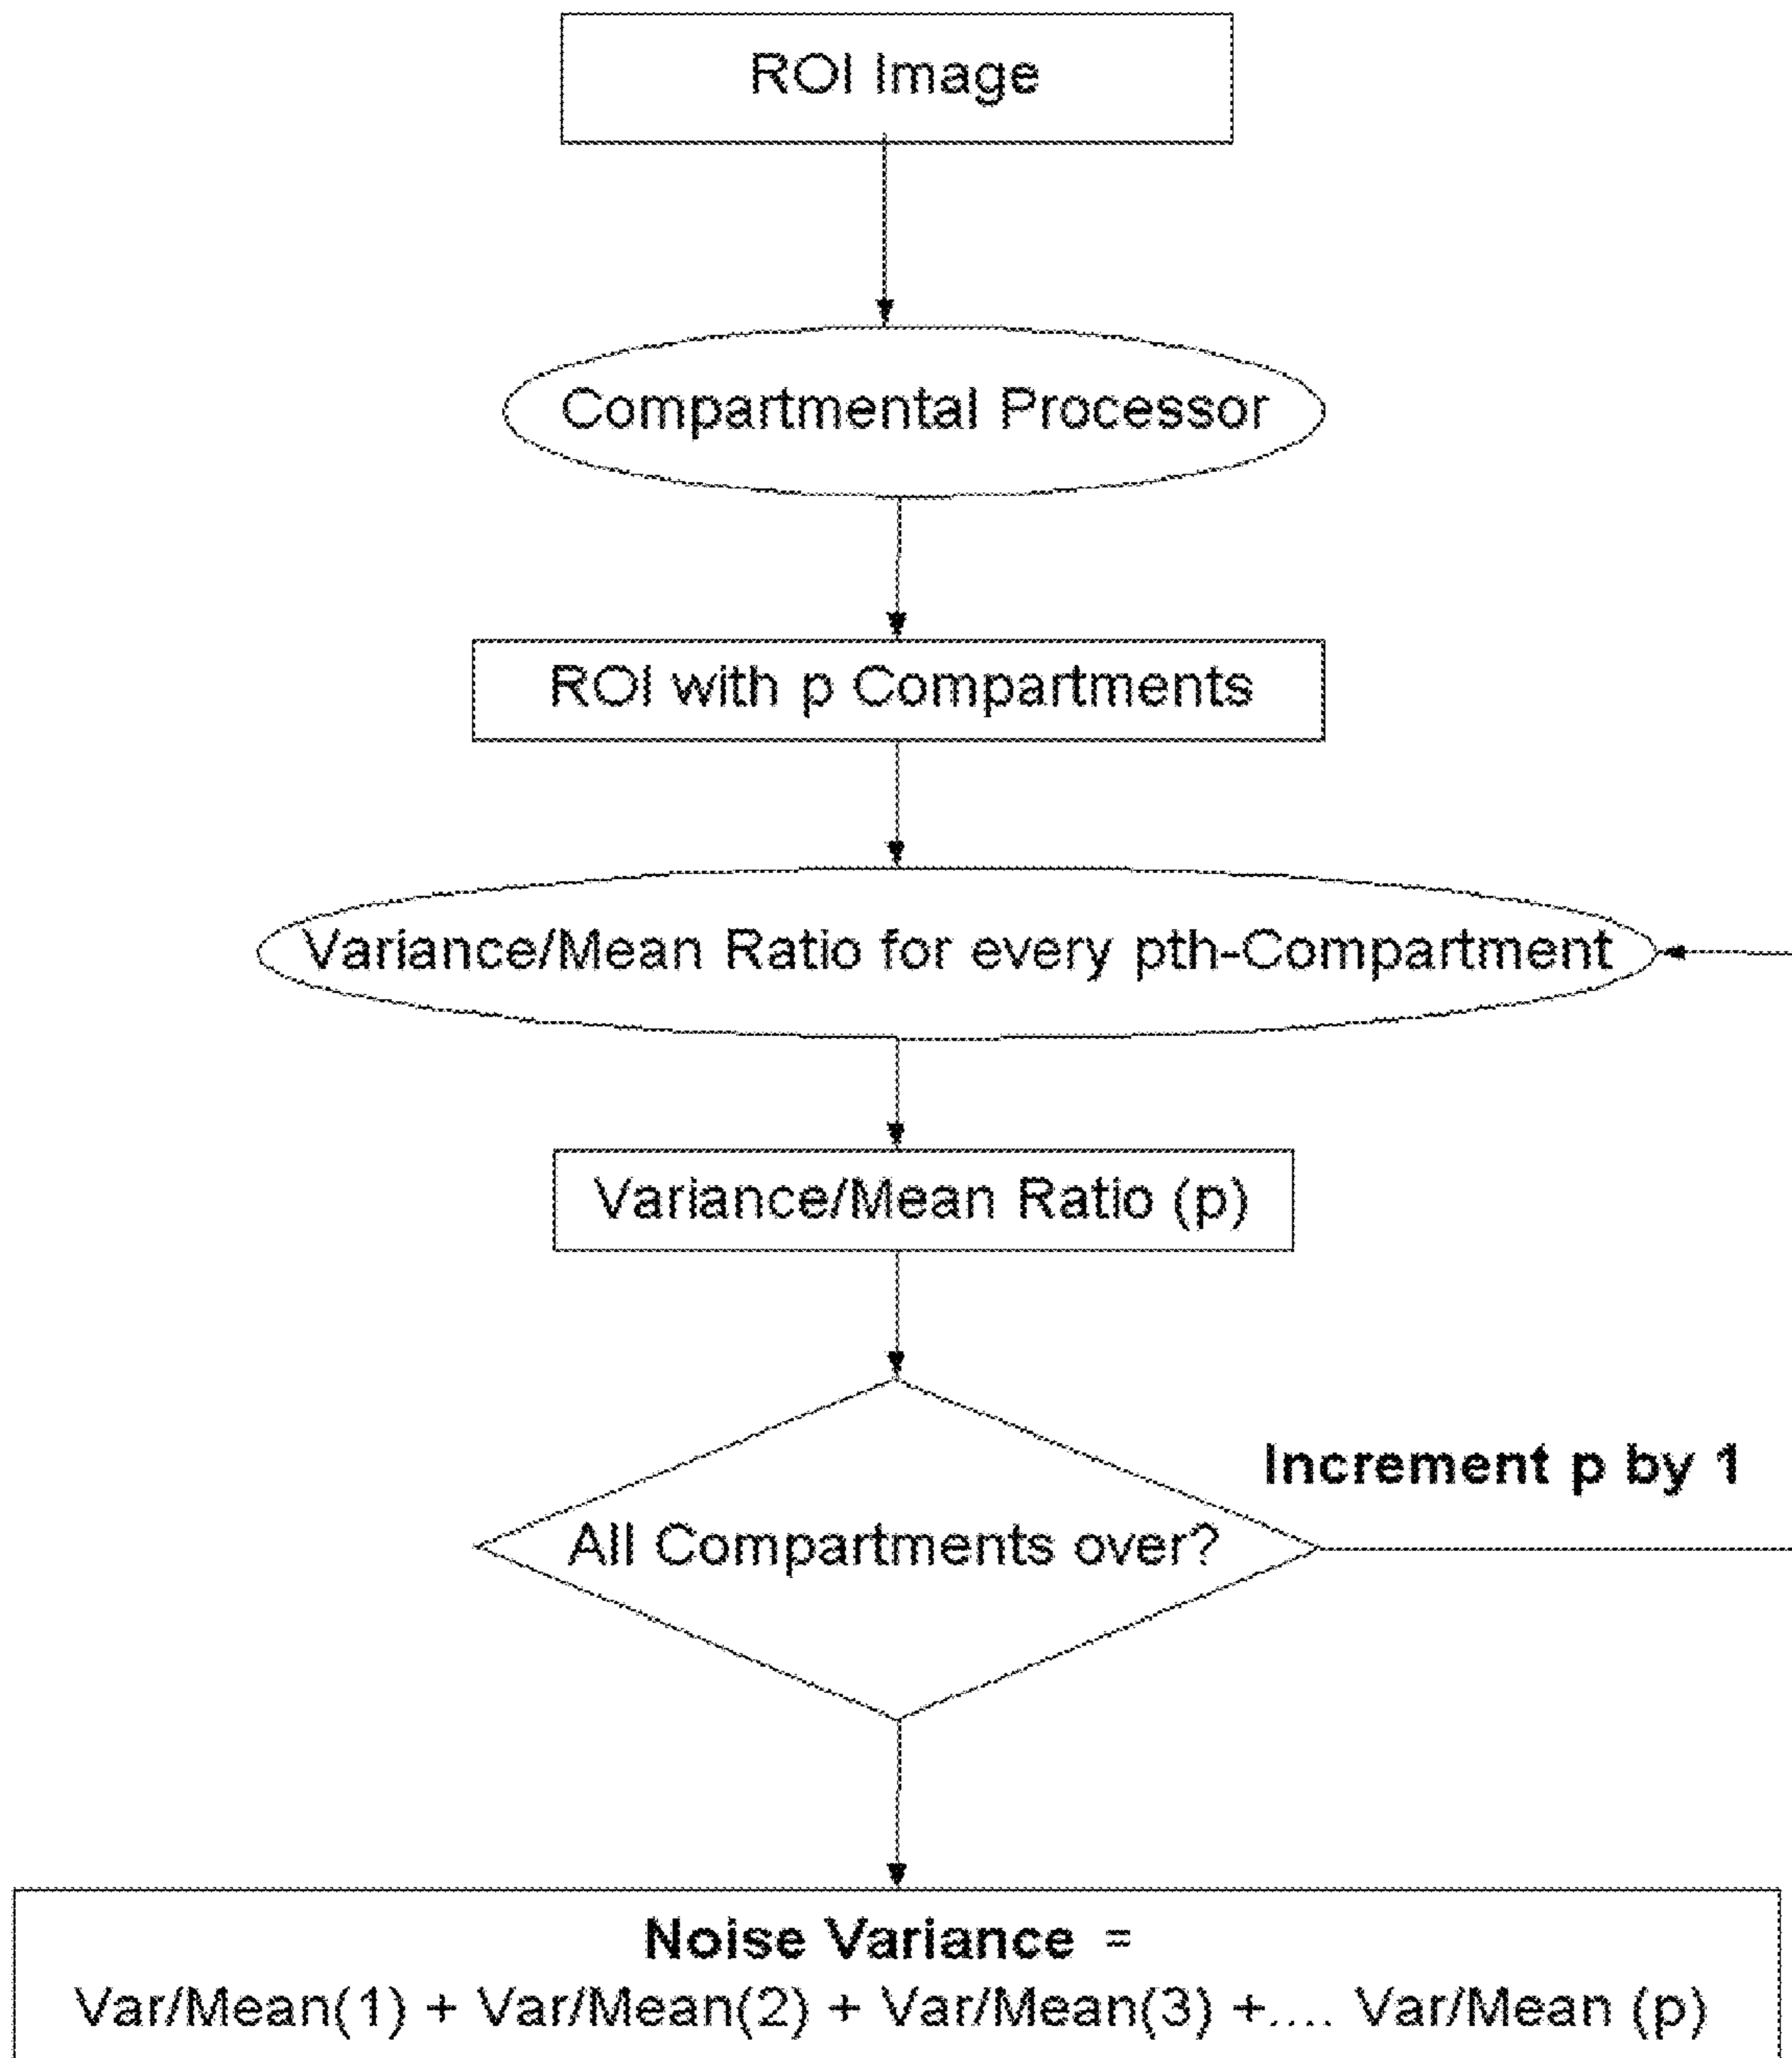 ROI Image
Compartmental Processor
ROI with p Compartments
Variance/Mean Ratio for every pth-Compartment
Variance/Mean Ratio (p)
Increment p by 1
All Compartments over?
Noise Variance =
Var/Mean(1) + Var/Mean(2) + Var/Mean(3) +.... Var/Mean (p)